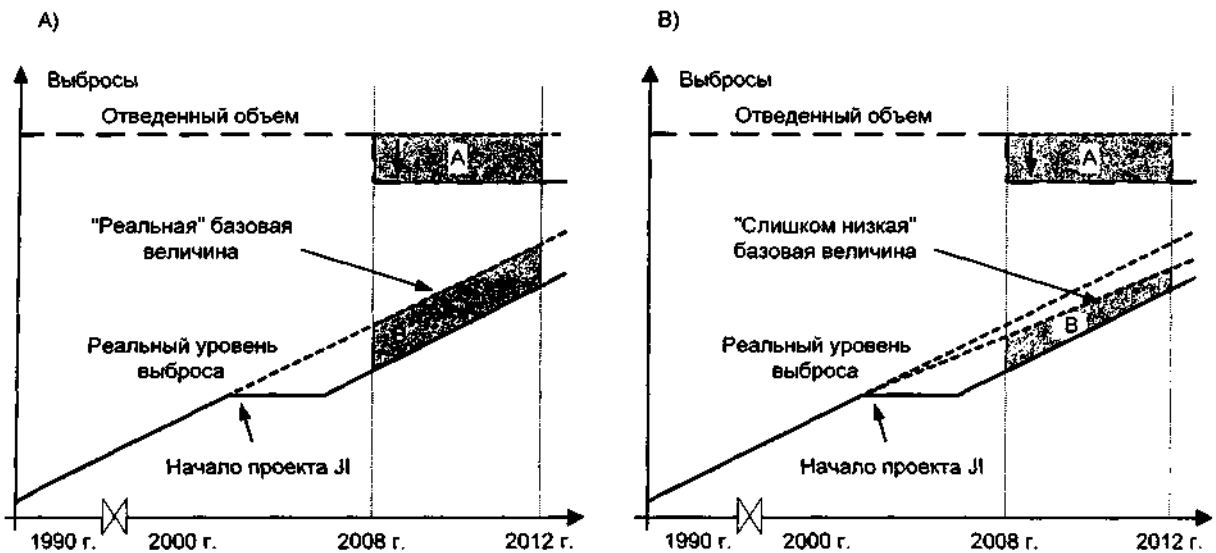 А)
Выбросы
Отведенный объем
А
"Реальная" базовая
величина
В
Реальный уровень
выброса
Начало проекта JI
1990 г.
2000 г.
2008 г.
2012 г.
В)
Выбросы
Отведенный объем
А
"Слишком низкая"
базовая величина
В
Реальный уровень
выброса
Начало проекта JI
1990 г.
2000 г.
2008 г.
2012 г.